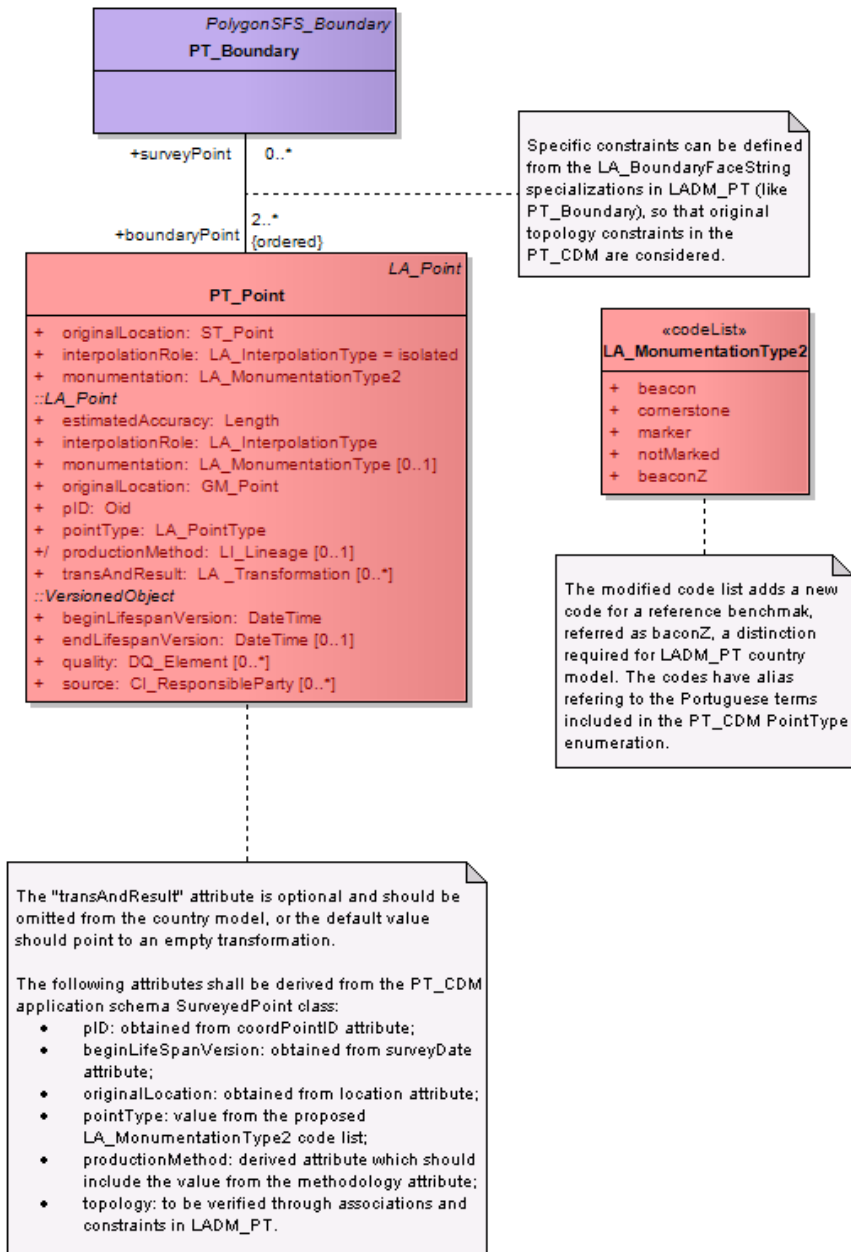 PolygonSFS_Boundary
PT_Boundary
+surveyPoint 0..*
Specific constraints can be defined
from the LA_BoundaryFaceString
specializations in LADM_PT (like
PT_Boundary), so that original
topology constraints in the
PT_CDM are considered.
2..*
+boundaryPoint
{ordered}
LA_Point
PT_Point
+ originalLocation: ST_Point
+ interpolationRole: LA_InterpolationType = isolated
+ monumentation: LA_MonumentationType2
::LA_Point
+ estimatedAccuracy: Length
+ interpolationRole: LA_InterpolationType
+ monumentation: LA_MonumentationType [0..1]
+ originalLocation: GM_Point
+ pID: Oid
+ pointType: LA_PointType
+/ productionMethod: LI_Lineage [0..1]
+ transAndResult: LA _Transformation [0..*]
::VersionedObject
+ beginLifespanVersion: DateTime
+ endLifespanVersion: DateTime [0..1]
+ quality: DQ_Element [0..*]
+ source: CI_ResponsibleParty [0..*]
«codeList»
LA_MonumentationType2
+ beacon
+ cornerstone
+ marker
+ notMarked
+ beaconZ
The modified code list adds a new
code for a reference benchmak,
referred as baconZ, a distinction
required for LADM_PT country
model. The codes have alias
refering to the Portuguese terms
included in the PT_CDM PointType
enumeration.
The "transAndResult" attribute is optional and should be
omitted from the country model, or the default value
should point to an empty transformation.
The following attributes shall be derived from the PT_CDM
application schema SurveyedPoint class:
• pID: obtained from coordPointID attribute;
• beginLifeSpanVersion: obtained from surveyDate
attribute;
• originalLocation: obtained from location attribute;
• pointType: value from the proposed
LA_MonumentationType2 code list;
• productionMethod: derived attribute which should
include the value from the methodology attribute;
• topology: to be verified through associations and
constraints in LADM_PT.